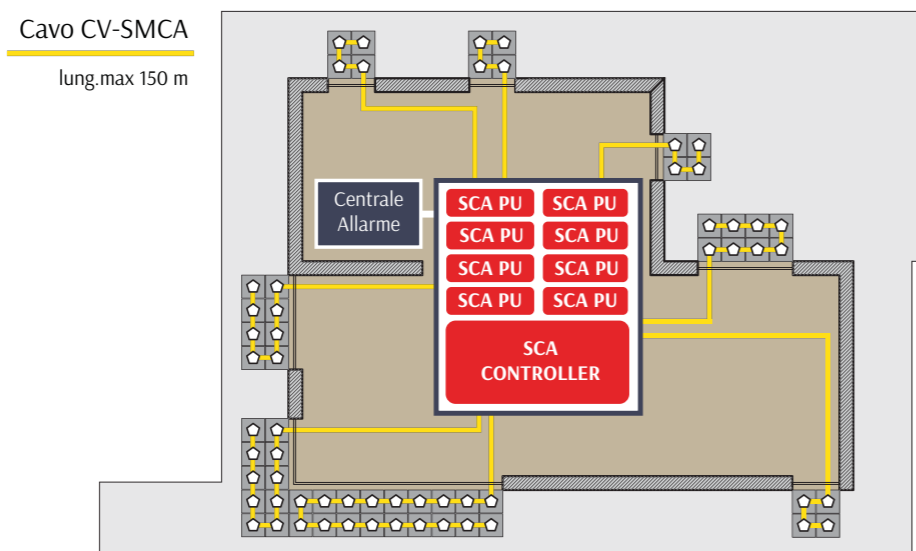 Cavo CV-SMCA
lung.max 150 m
Centrale
Allarme
SCA PU SCA PU
SCA PU SCA PU
SCA PU SCA PU
SCA PU SCA PU
SCA
CONTROLLER